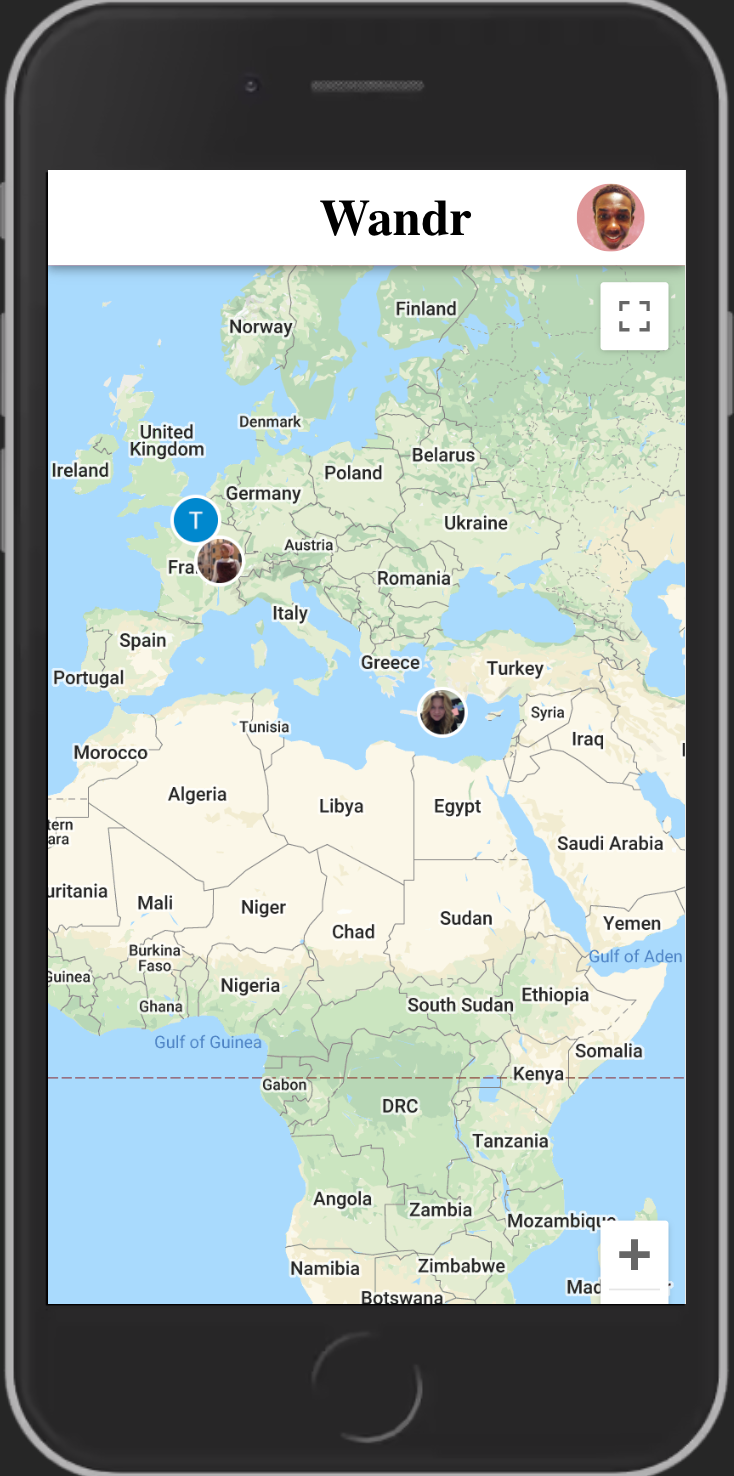 Wandr
Norway
Finland
Denmark
United
Kingdom
Ireland
Belarus
Poland
Germany
T
Ukraine
Austria
Fra
Romania
Italy
Spain
Greece
Turkey
Portugal
Syria
Tunisia
Iraq
Morocco
Algeria
Libya
Egypt
tern
ara
Saudi Arabia
uritania
Mali
Niger
Sudan
Yemen
Chad
Burkina
Faso
Gulf of Aden
Guinea
Nigeria
Ethiopia
Ghana
South Sudan
Gulf of Guinea
Somalia
Kenya
Gabon
DRC
Tanzania
Angola
Zambia
Mozambique
Zimbabwe
Namibia
Mad
r
Botswana